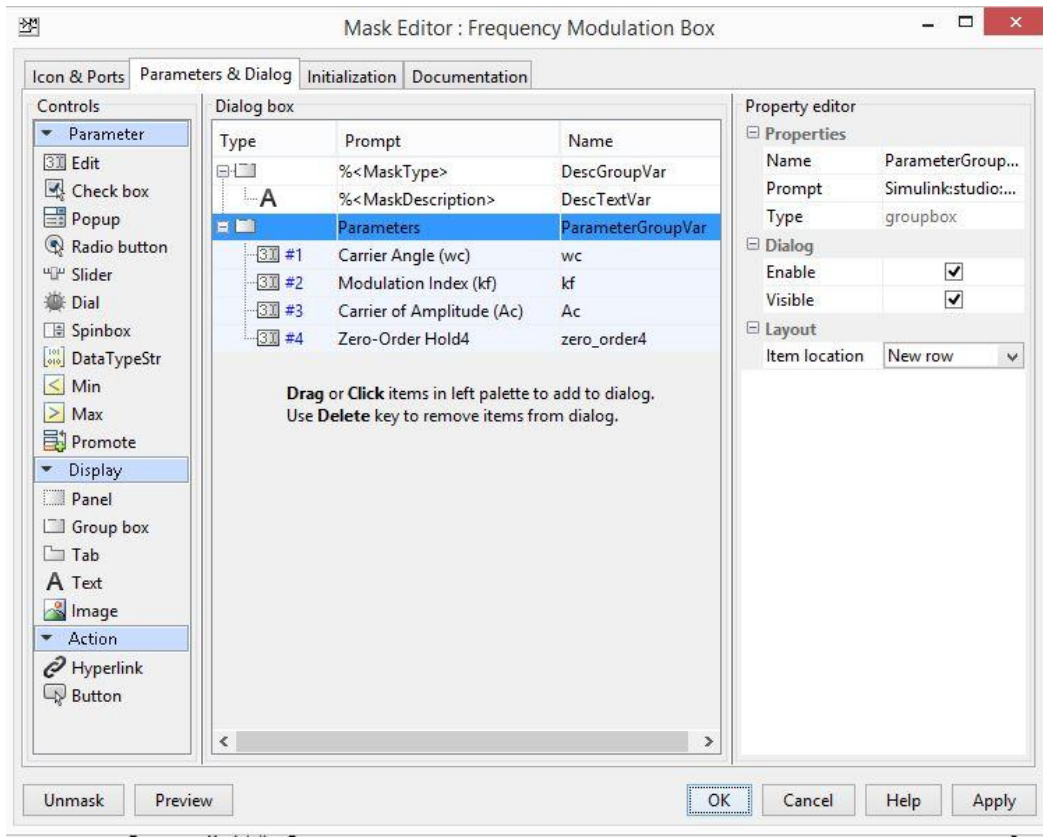 Mask Editor : Frequency Modulation Box
Icon & Ports Parameters & Dialog Initialization Documentation
Controls
Parameter
Edit
Check box
Popup
Radio button
Slider
Dial
Spinbox
DataTypeStr
Min
Max
Promote
Display
Panel
Group box
Tab
A Text
Image
Action
Hyperlink
Button
Dialog box
Type Prompt Name
%<MaskType> DescGroupVar
A %<MaskDescription> DescTextVar
Parameters ParameterGroupVar
#1 Carrier Angle (wc) wc
#2 Modulation Index (kf) kf
#3 Carrier of Amplitude (Ac) Ac
#4 Zero-Order Hold4 zero_order4
Drag or Click items in left palette to add to dialog.
Use Delete key to remove items from dialog.
Property editor
Properties
Name ParameterGroup...
Prompt Simulink:studio:...
Type groupbox
Dialog
Enable
Visible
Layout
Item location New row
Unmask Preview OK Cancel Help Apply